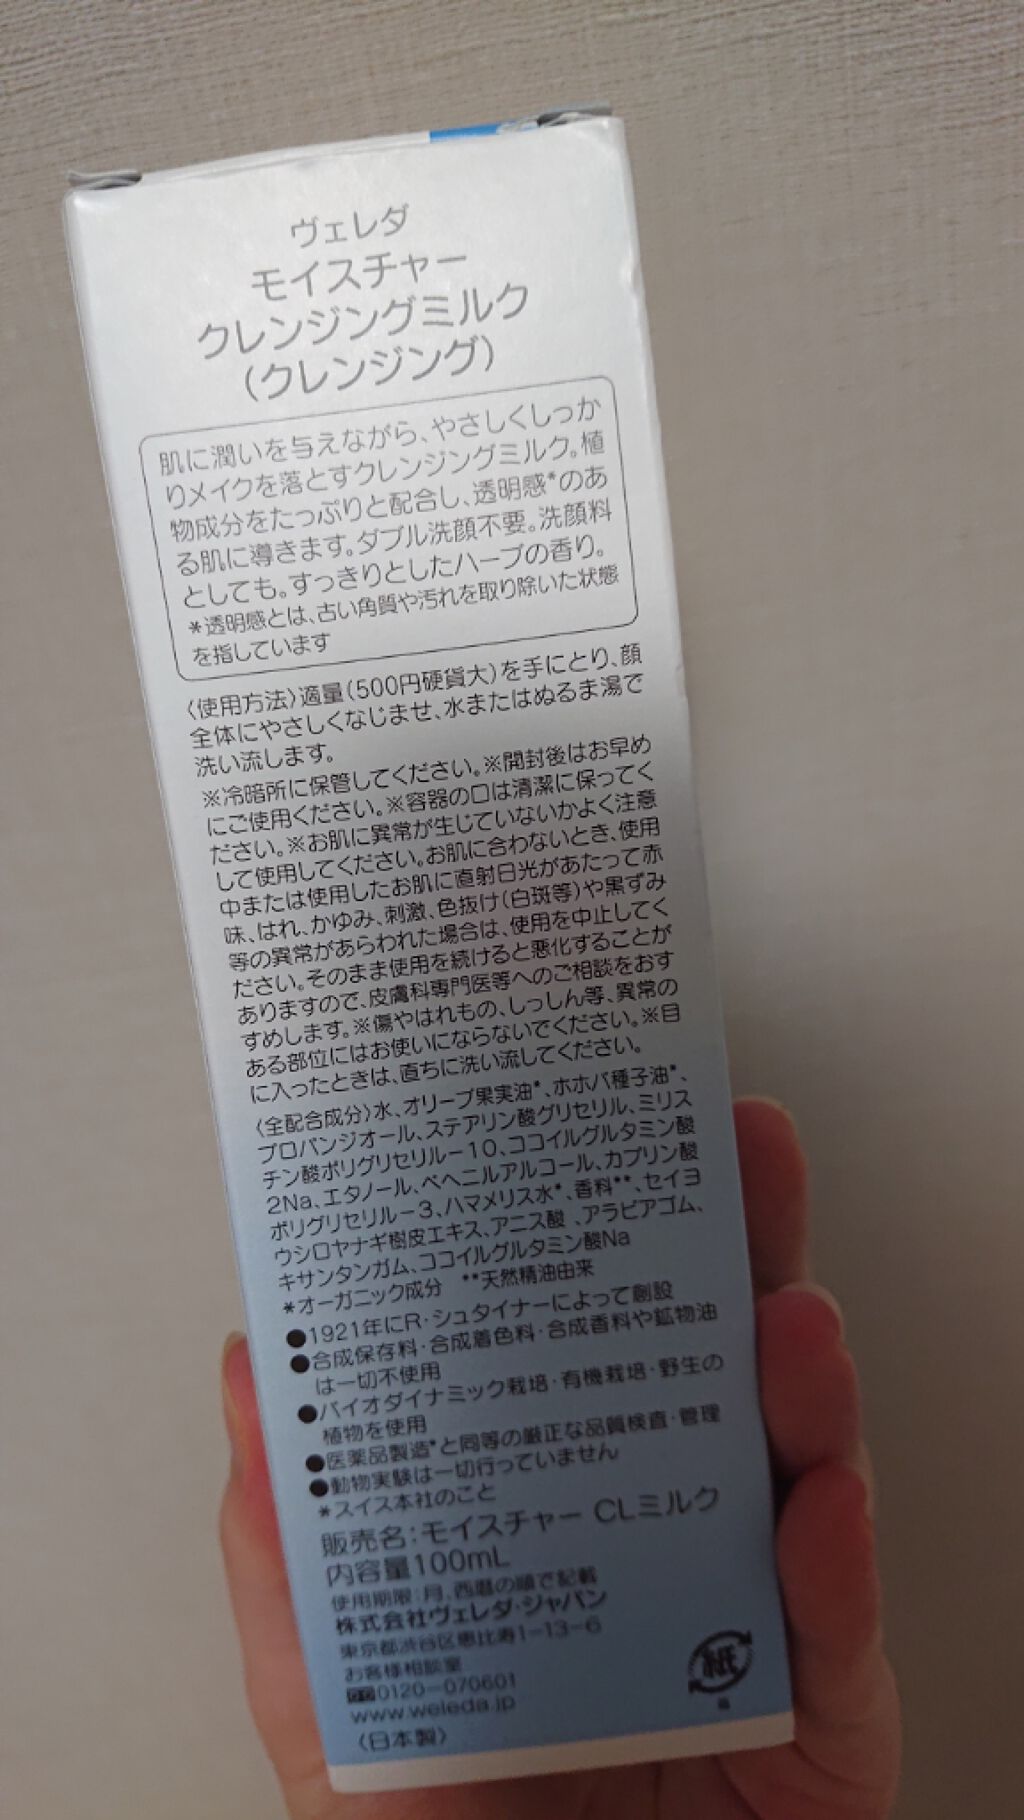 ヴェレダ
モイスチャー
クレンジングミルク
(クレンジング)
肌に潤いを与えながら、やさしくしっか
りメイクを落とすクレンジングミルク。植
物成分をたっぷりと配合し、透明感*のあ
る肌に導きます。ダブル洗顔不要。洗顔料
としても。すっきりとしたハーブの香り。
*透明感とは、古い角質や汚れを取り除いた状態
を指しています
〈使用方法〉適量(500円硬貨大)を手にとり、顔
全体にやさしくなじませ、水またはぬるま湯で
洗い流します。
※冷暗所に保管してください。※開封後はお早め
にご使用ください。※容器の口は清潔に保ってく
ださい。※お肌に異常が生じていないかよく注意
して使用してください。お肌に合わないとき、使用
中または使用したお肌に直射日光があたって赤
味、はれ、かゆみ、刺激、色抜け(白斑等)や黒ずみ
等の異常があらわれた場合は、使用を中止してく
ださい。そのまま使用を続けると悪化することが
ありますので、皮膚科専門医等へのご相談をおす
すめします。※傷やはれもの、しっしん等、異常の
ある部位にはお使いにならないでください。※目
に入ったときは、直ちに洗い流してください。
〈全配合成分〉水、オリーブ果実油*、ホホバ種子油*、
プロパンジオール、ステアリン酸グリセリル、ミリス
チン酸ポリグリセリル－10、ココイルグルタミン酸
2Na、エタノール、ベヘニルアルコール、カプリン酸
ポリグリセリル－3、ハマメリス水*、香料**、セイヨ
ウシロヤナギ樹皮エキス、アニス酸 、アラビアゴム、
キサンタンガム、ココイルグルタミン酸Na
*オーガニック成分 **天然精油由来
●1921年にR・シュタイナーによって創設
●合成保存料・合成着色料・合成香料や鉱物油
は一切不使用
●バイオダイナミック栽培・有機栽培・野生の
植物を使用
●医薬品製造*と同等の厳正な品質検査・管理
●動物実験は一切行っていません
*スイス本社のこと
販売名:モイスチャー CLミルク
内容量100mL
使用期限:月、西暦の順で記載
株式会社ヴェレダ・ジャパン
東京都渋谷区恵比寿1-13-6
お客様相談室
0120-070601
www.weleda.jp
〈日本製〉
紙
箱